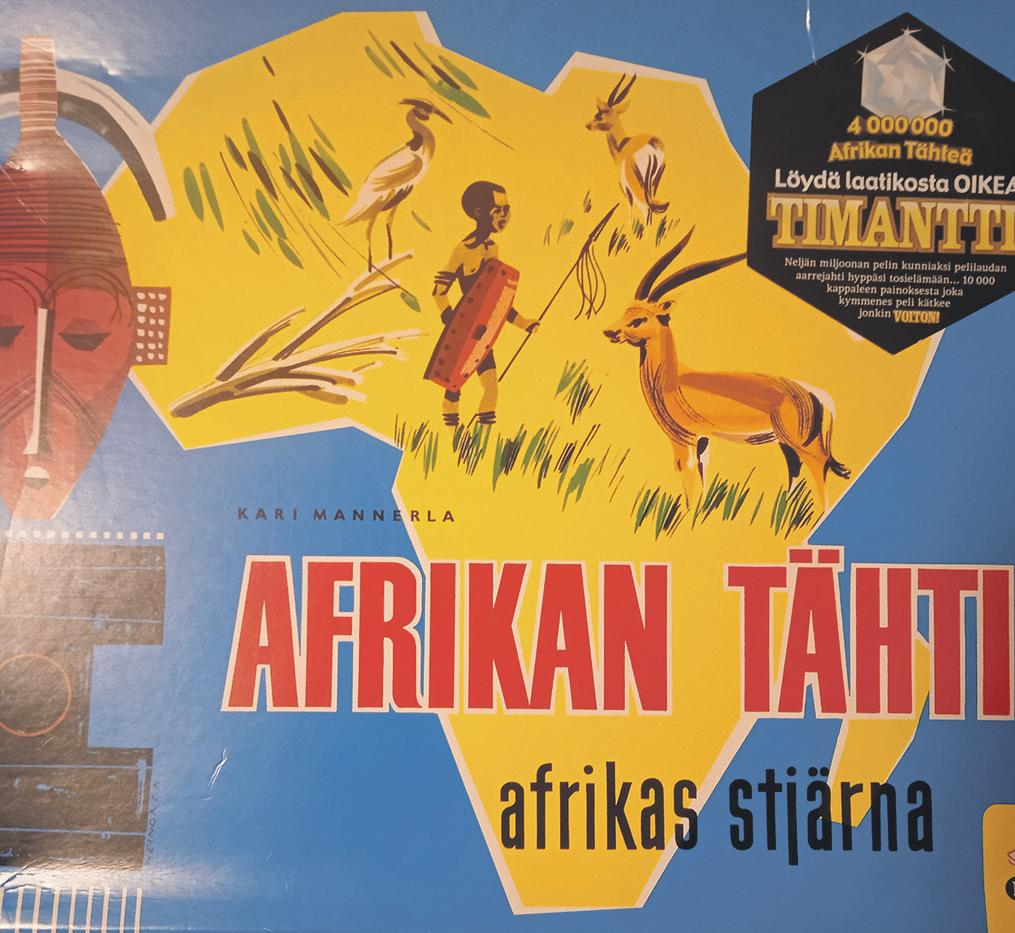 4 000 000
Afrikan Tähteä
Löydä laatikosta OIKEA
TIMANTTI
Neljän miljoonan pelin kunniaksi pelilaudan
aarrejahti hyppäsi tosielämään... 10 000
kappaleen painoksesta joka
kymmenes peli kätkee
jonkin VOITON!
KARI MANNERLA
AFRIKAN TÄHTI
afrikas stjärna